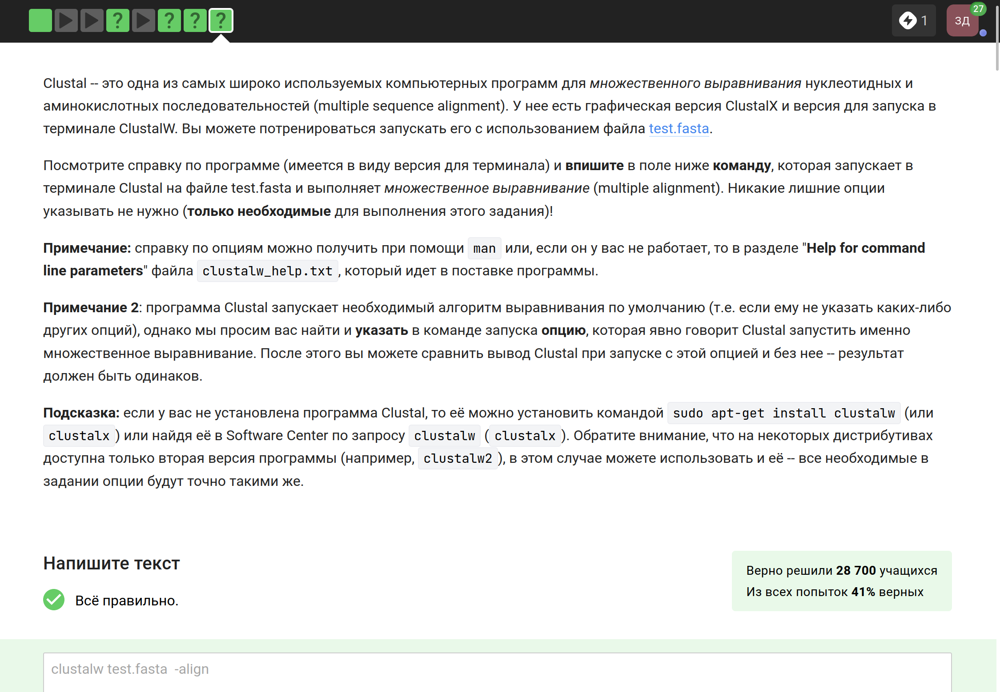 ? ? ? ?
1
ЗД
27
Clustal -- это одна из самых широко используемых компьютерных программ для множественного выравнивания нуклеотидных и
аминокислотных последовательностей (multiple sequence alignment). У нее есть графическая версия ClustalX и версия для запуска в
терминале ClustalW. Вы можете потренироваться запускать его с использованием файла test.fasta.
Посмотрите справку по программе (имеется в виду версия для терминала) и впишите в поле ниже команду, которая запускает в
терминале Clustal на файле test.fasta и выполняет множественное выравнивание (multiple alignment). Никакие лишние опции
указывать не нужно (только необходимые для выполнения этого задания)!
Примечание: справку по опциям можно получить при помощи man или, если он у вас не работает, то в разделе "Help for command
line parameters" файла clustalw_help.txt, который идет в поставке программы.
Примечание 2: программа Clustal запускает необходимый алгоритм выравнивания по умолчанию (т.е. если ему не указать каких-либо
других опций), однако мы просим вас найти и указать в команде запуска опцию, которая явно говорит Clustal запустить именно
множественное выравнивание. После этого вы можете сравнить вывод Clustal при запуске с этой опцией и без нее -- результат
должен быть одинаков.
Подсказка: если у вас не установлена программа Clustal, то её можно установить командой sudo apt-get install clustalw (или
clustalx) или найдя её в Software Center по запросу clustalw (clustalx). Обратите внимание, что на некоторых дистрибутивах
доступна только вторая версия программы (например, clustalw2), в этом случае можете использовать и её -- все необходимые в
задании опции будут точно такими же.
Напишите текст
Верно решили 28 700 учащихся
Из всех попыток 41% верных
Всё правильно.
clustalw test.fasta  -align